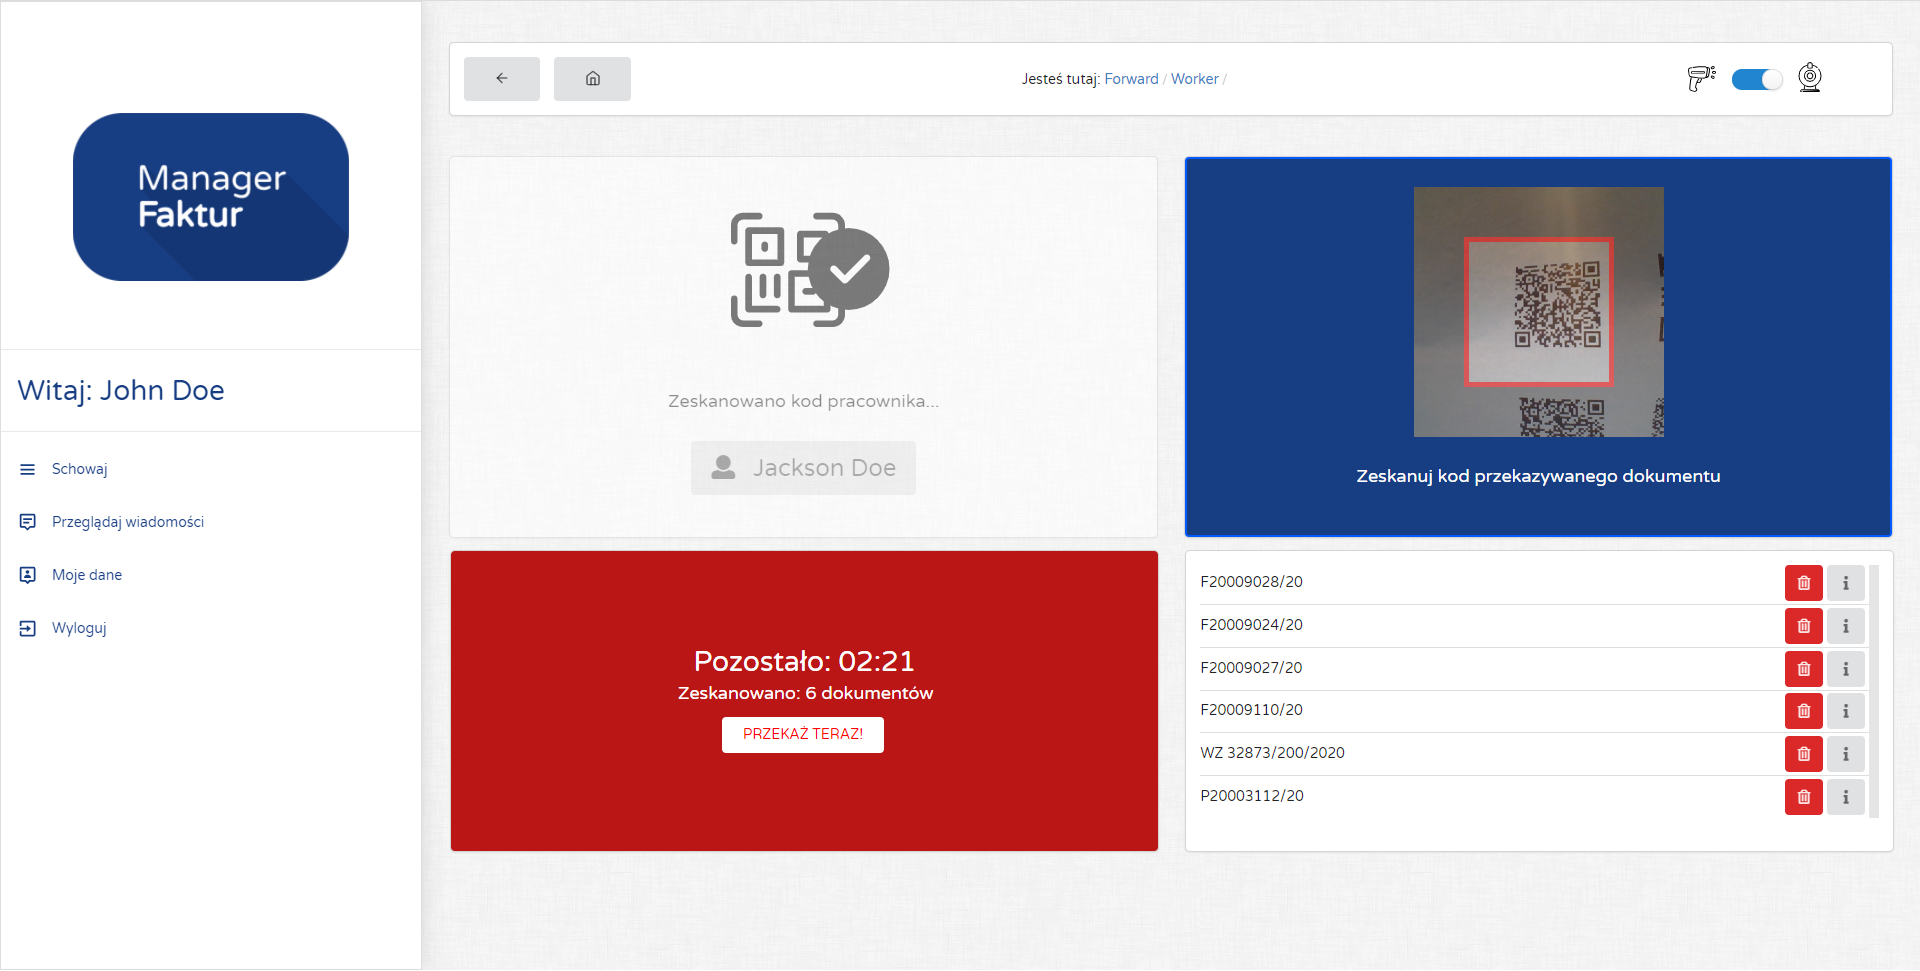 Manager
Faktur
Witaj: John Doe
Schowaj
Przeglądaj wiadomości
Moje dane
Wyloguj
Jesteś tutaj: Forward / Worker /
Zeskanowano kod pracownika...
Jackson Doe
Zeskanuj kod przekazywanego dokumentu
Pozostało: 02:21
Zeskanowano: 6 dokumentów
PRZEKAŻ TERAZ!
F20009028/20
F20009024/20
F20009027/20
F20009110/20
WZ 32873/200/2020
P20003112/20